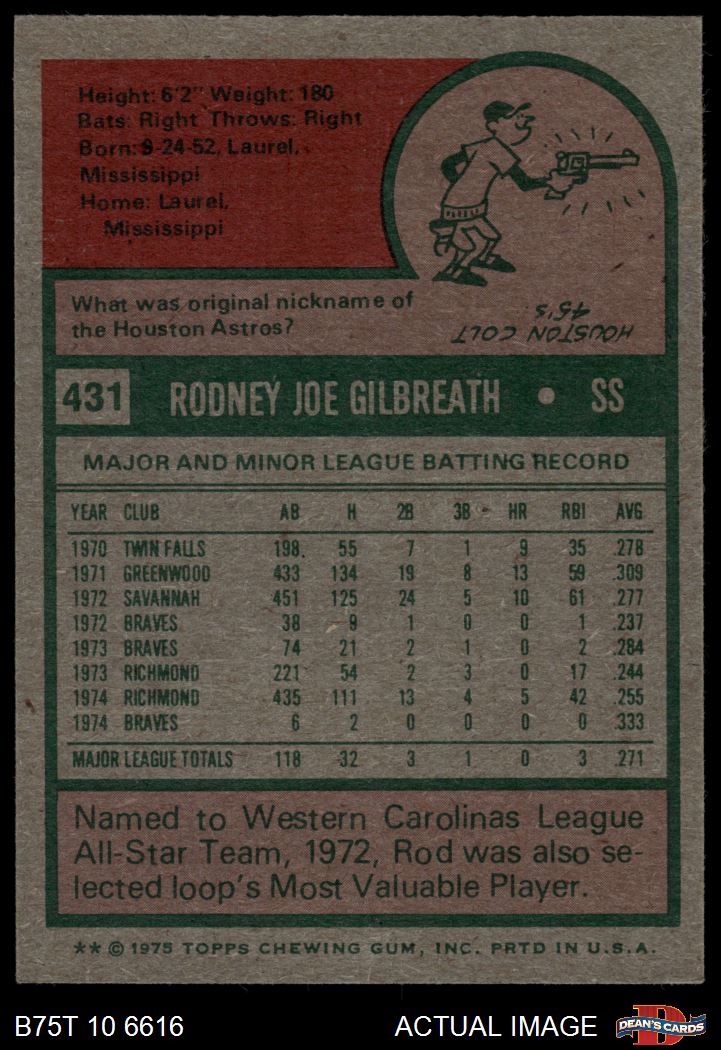 Height: 6'2" Weight: 180
Bats: Right Throws: Right
Born: 9-24-52, Laurel,
Mississippi
Home: Laurel,
Mississippi
What was original nickname of
the Houston Astros?
HOUSTON COLT
45's
431 RODNEY JOE GILBREATH • SS
MAJOR AND MINOR LEAGUE BATTING RECORD
YEAR CLUB AB H 2B 3B HR RBI AVG
1970 TWIN FALLS 198 55 7 1 9 35 .278
1971 GREENWOOD 433 134 19 8 13 59 .309
1972 SAVANNAH 451 125 24 5 10 61 .277
1972 BRAVES 38 9 1 0 0 1 .237
1973 BRAVES 74 21 2 1 0 2 .284
1973 RICHMOND 221 54 2 3 0 17 .244
1974 RICHMOND 435 111 13 4 5 42 .255
1974 BRAVES 6 2 0 0 0 0 .333
MAJOR LEAGUE TOTALS 118 32 3 1 0 3 .271
Named to Western Carolinas League
All-Star Team, 1972, Rod was also se-
lected loop's Most Valuable Player.
** © 1975 TOPPS CHEWING GUM, INC. PRTD IN U.S.A.
B75T 10 6616 ACTUAL IMAGE D DEAN'S CARDS